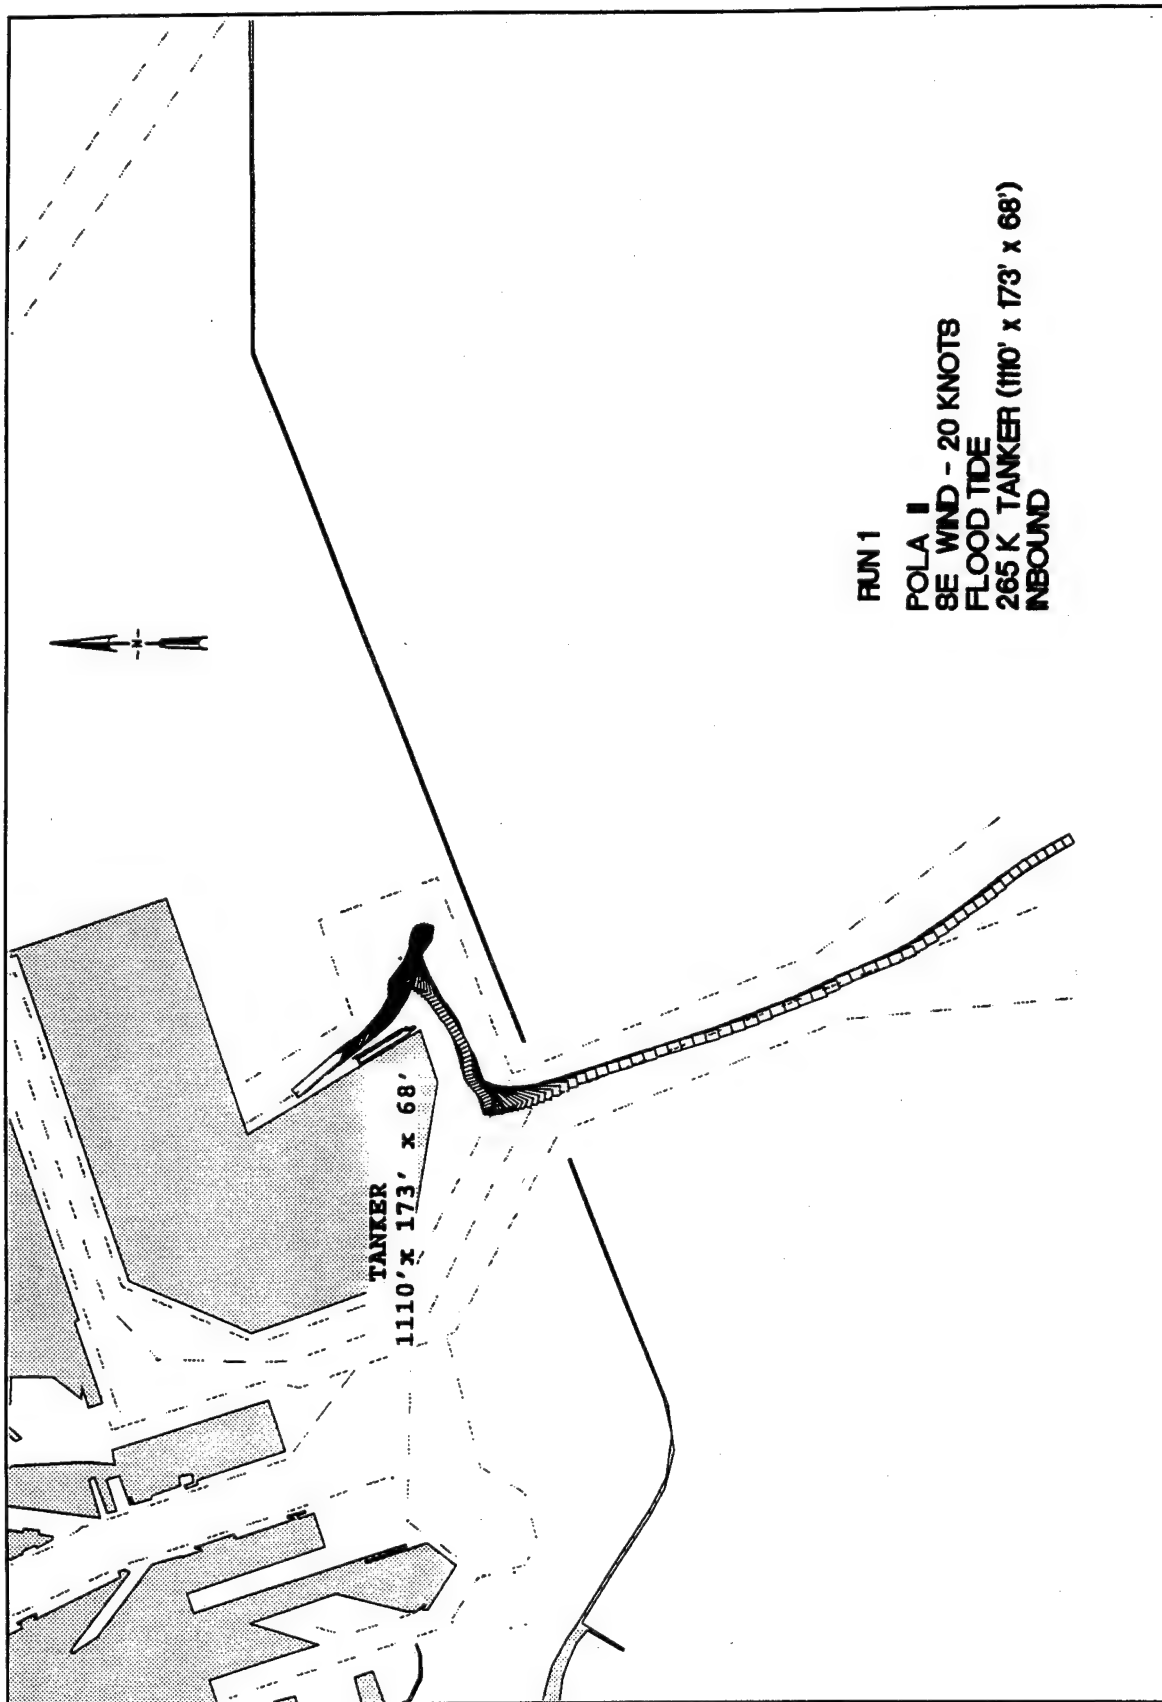 N
RUN 1
POLA II
SE WIND - 20 KNOTS
FLOOD TIDE
265 K TANKER (1110' x 173' x 68')
INBOUND
TANKER
1110' x 173' x 68'